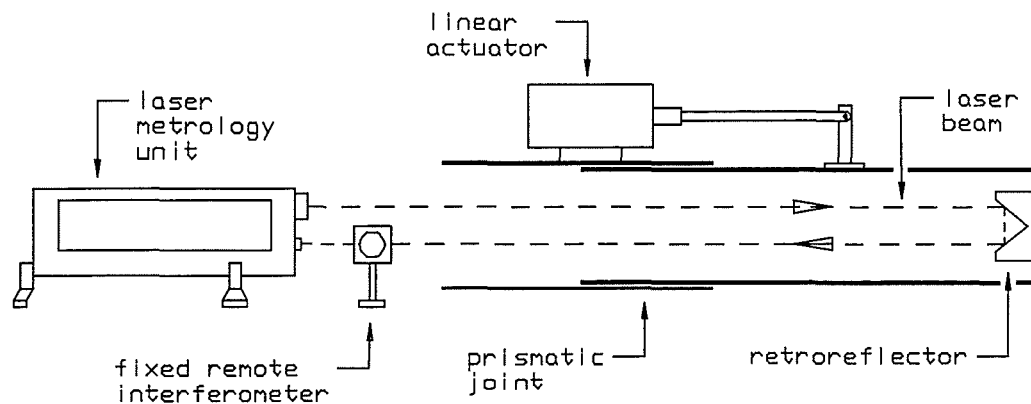 linear
actuator
laser
metrology
unit
laser
beam
fixed remote
interferometer
prismatic
joint
retroreflector